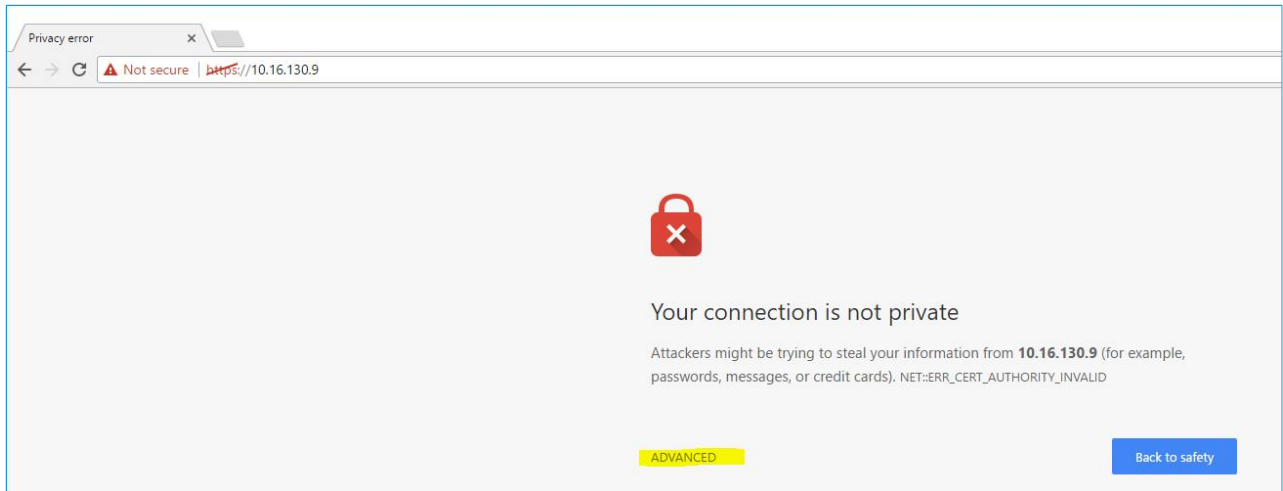 Privacy error
Not secure | https://10.16.130.9
Your connection is not private
Attackers might be trying to steal your information from 10.16.130.9 (for example,
passwords, messages, or credit cards). NET::ERR_CERT_AUTHORITY_INVALID
ADVANCED
Back to safety